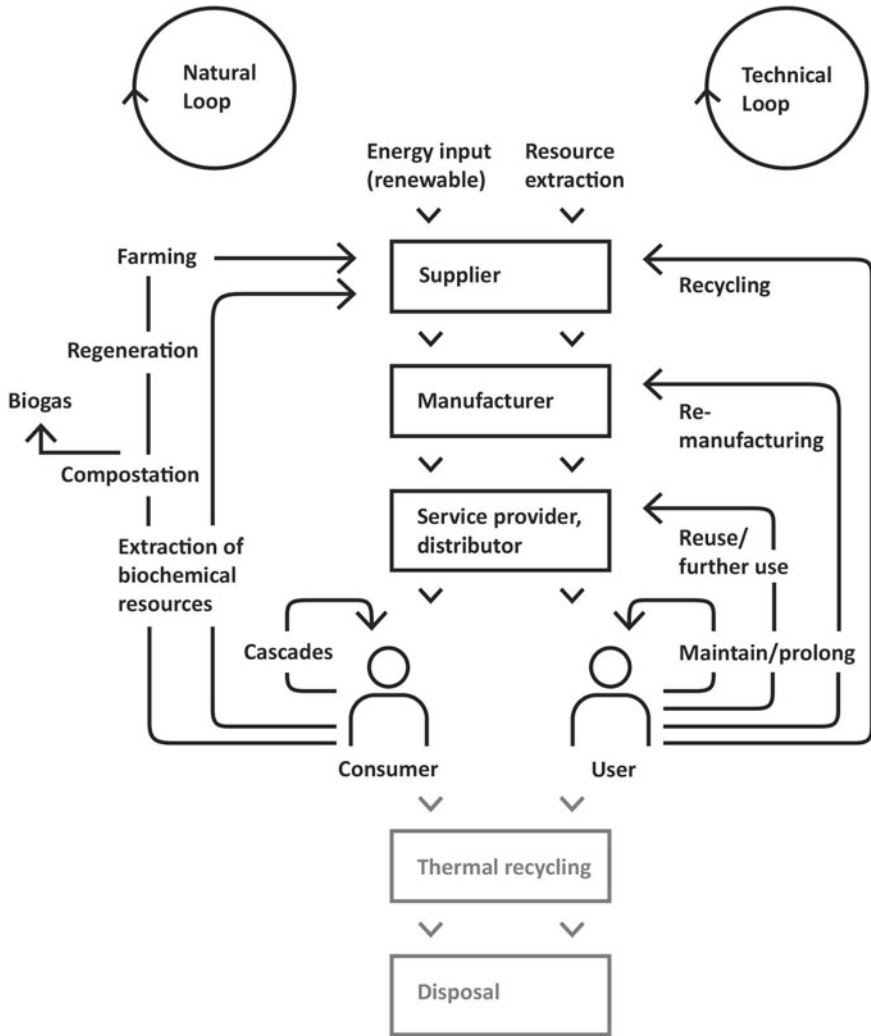 Natural
Loop
Technical
Loop
Energy input
(renewable)
Resource
extraction
Farming
Supplier
Recycling
Regeneration
Biogas
Manufacturer
Re-
manufacturing
Compostation
Service provider,
distributor
Extraction of
biochemical
resources
Reuse/
further use
Cascades
Maintain/prolong
Consumer
User
Thermal recycling
Disposal